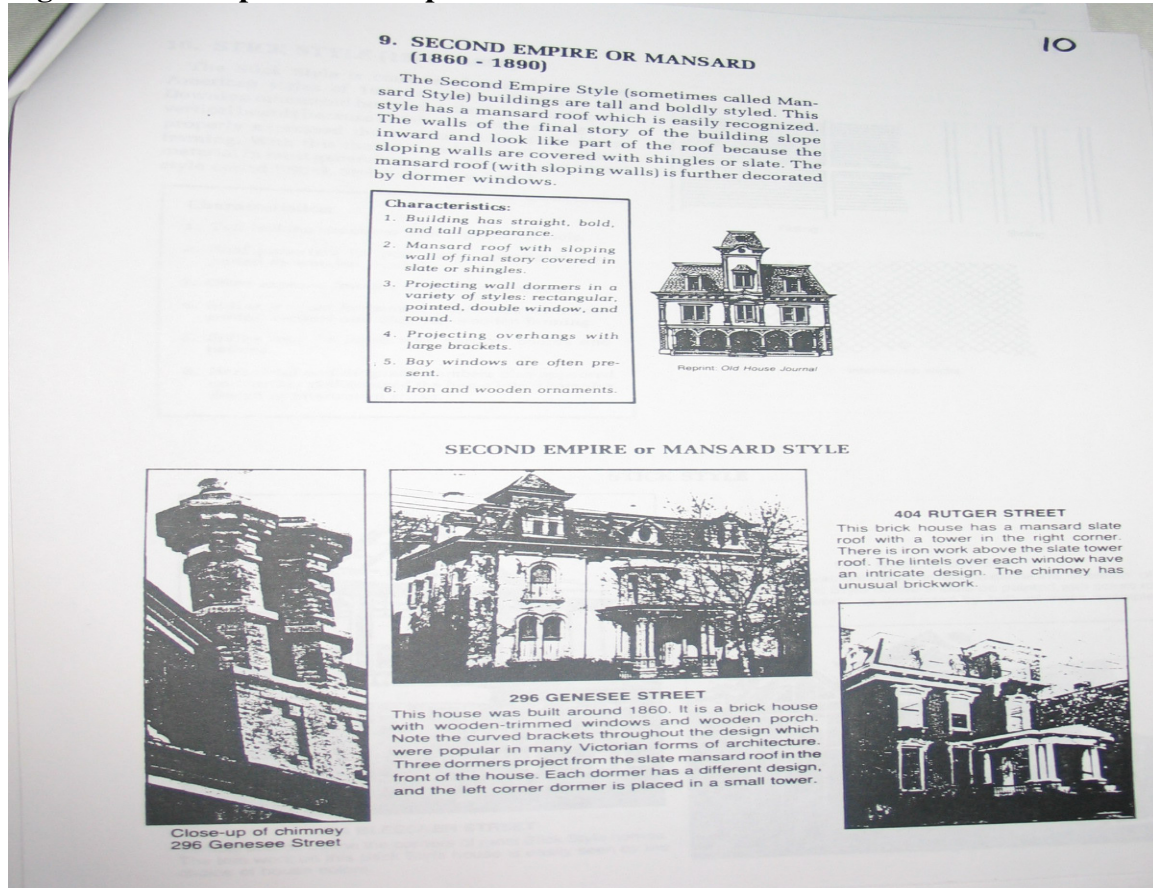 10
9. SECOND EMPIRE OR MANSARD
(1860 - 1890)
The Second Empire Style (sometimes called Man-
sard Style) buildings are tall and boldly styled. This
style has a mansard roof which is easily recognized.
The walls of the final story of the building slope
inward and look like part of the roof because the
sloping walls are covered with shingles or slate. The
mansard roof (with sloping walls) is further decorated
by dormer windows.
Characteristics:
1. Building has straight, bold,
and tall appearance.
2. Mansard roof with sloping
wall of final story covered in
slate or shingles.
3. Projecting wall dormers in a
variety of styles: rectangular,
pointed, double window, and
round.
4. Projecting overhangs with
large brackets.
5. Bay windows are often pre-
sent.
6. Iron and wooden ornaments.
Reprint: Old House Journal
SECOND EMPIRE or MANSARD STYLE
Close-up of chimney
296 Genesee Street
296 GENESEE STREET
This house was built around 1860. It is a brick house
with wooden-trimmed windows and wooden porch.
Note the curved brackets throughout the design which
were popular in many Victorian forms of architecture.
Three dormers project from the slate mansard roof in the
front of the house. Each dormer has a different design,
and the left corner dormer is placed in a small tower.
404 RUTGER STREET
This brick house has a mansard slate
roof with a tower in the right corner.
There is iron work above the slate tower
roof. The lintels over each window have
an intricate design. The chimney has
unusual brickwork.